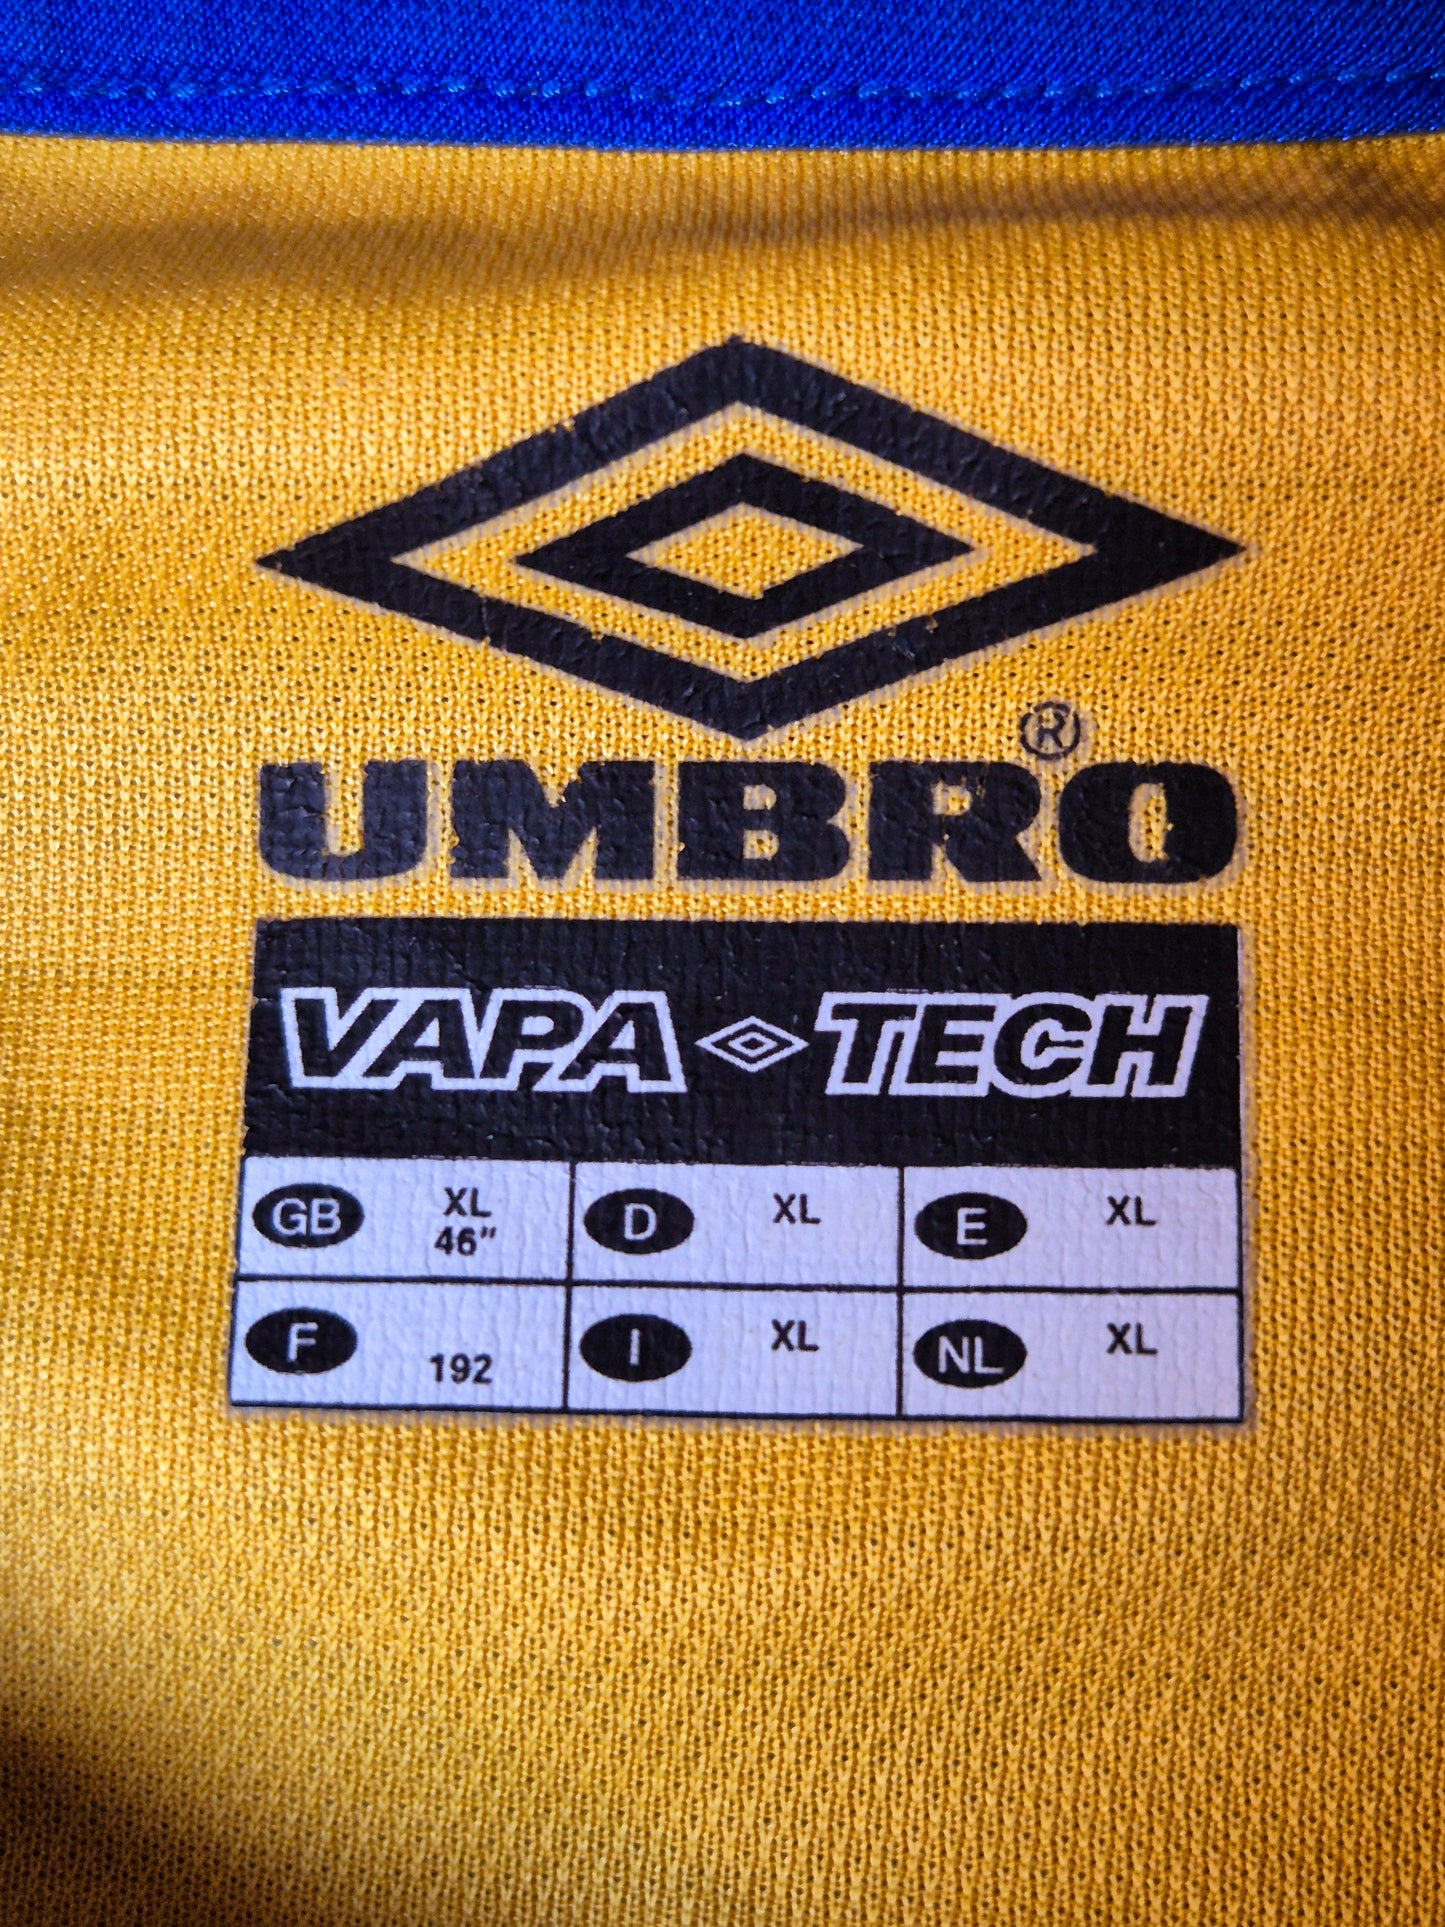 ®
UMBRO
VAPA TECH
GB XL 46" D XL E XL
F 192 I XL NL XL